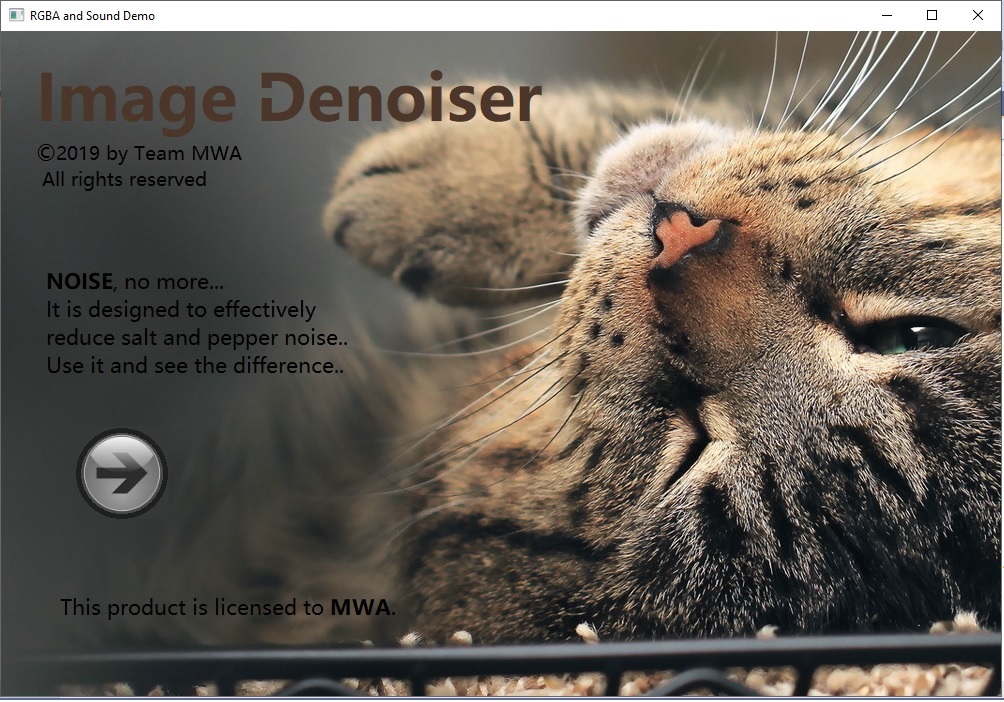 RGBA and Sound Demo
Image Denoiser
©2019 by Team MWA
All rights reserved
NOISE, no more...
It is designed to effectively
reduce salt and pepper noise..
Use it and see the difference..
This product is licensed to MWA.